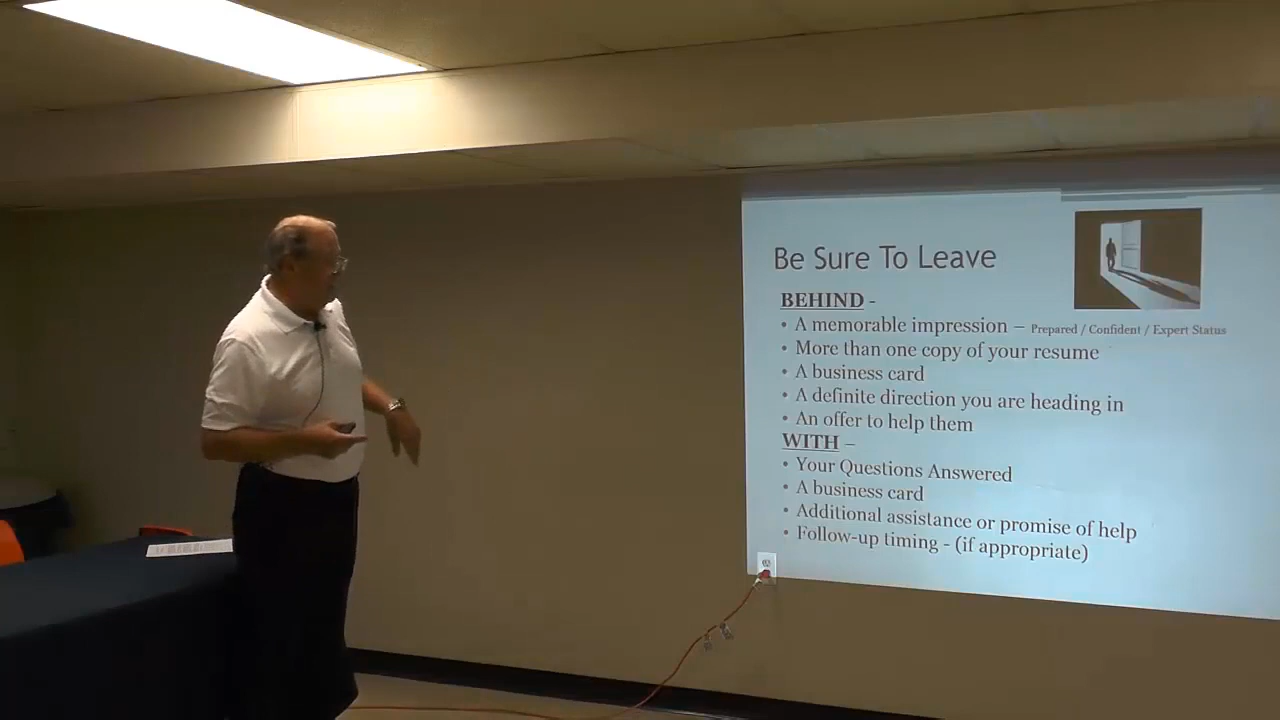 Be Sure To Leave
BEHIND -
• A memorable impression – Prepared / Confident / Expert Status
• More than one copy of your resume
• A business card
• A definite direction you are heading in
• An offer to help them
WITH –
• Your Questions Answered
• A business card
• Additional assistance or promise of help
• Follow-up timing - (if appropriate)